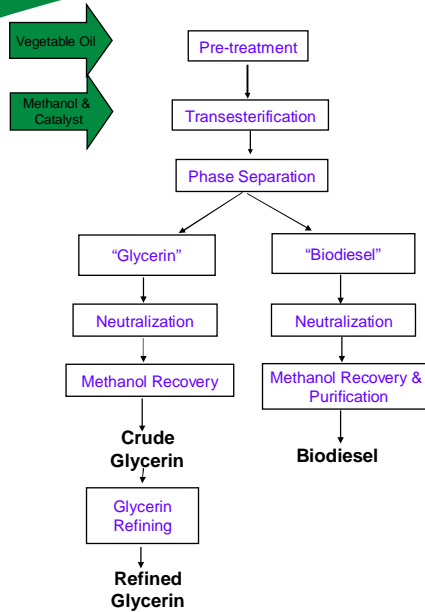 Vegetable Oil
Pre-treatment
Methanol &
Catalyst
Transesterification
Phase Separation
“Glycerin”
“Biodiesel”
Neutralization
Neutralization
Methanol Recovery
Methanol Recovery &
Purification
Crude
Glycerin
Biodiesel
Glycerin
Refining
Refined
Glycerin